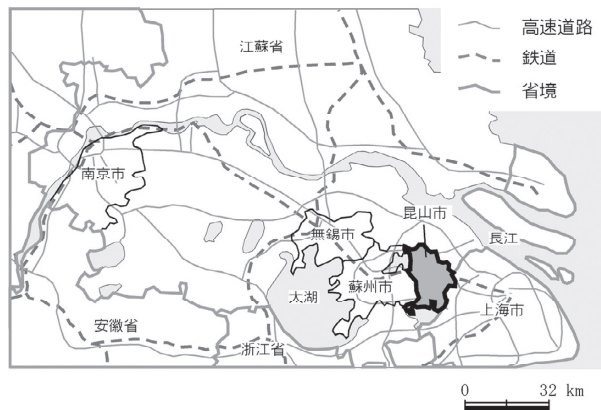 江蘇省
高速道路
鉄道
省境
南京市
昆山市
無錫市
長江
太湖
蘇州市
上海市
安徽省
浙江省
0 32 km